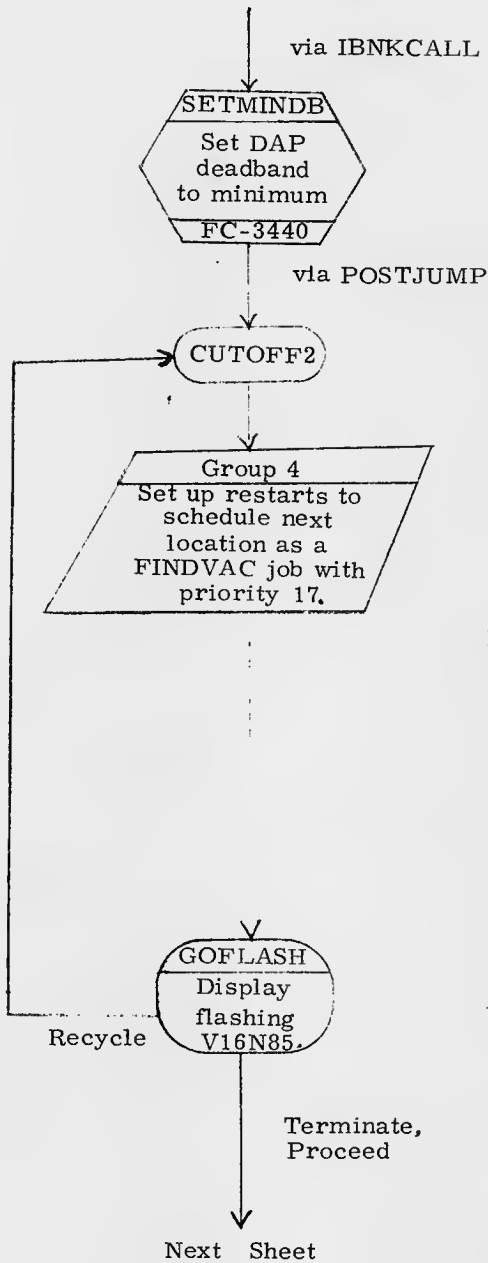 via IBNKCALL
SETMINDB
Set DAP
deadband
to minimum
FC-3440
via POSTJUMP
CUTOFF2
Group 4
Set up restarts to
schedule next
location as a
FINDVAC job with
priority 17.
GOFLASH
Display
flashing
V16N85.
Recycle
Terminate,
Proceed
Next Sheet